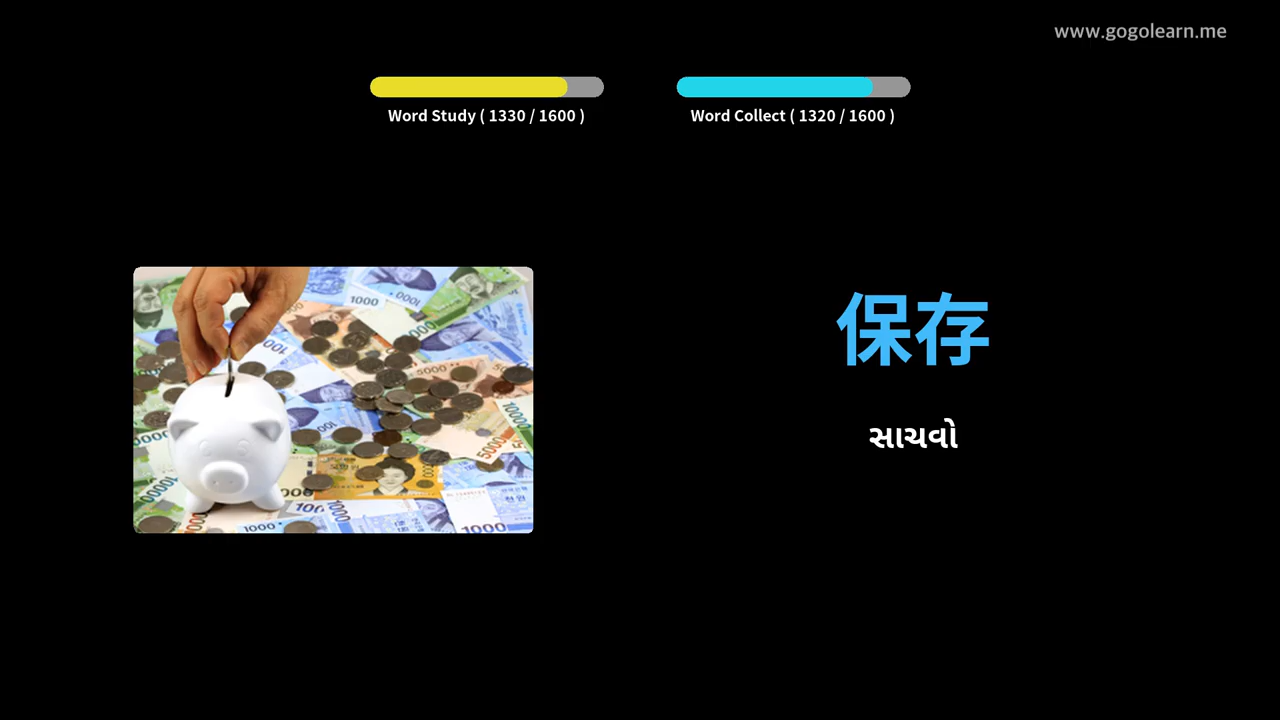 www.gogolearn.me
Word Study ( 1330 / 1600 )
Word Collect ( 1320 / 1600 )
保存
સાચવો